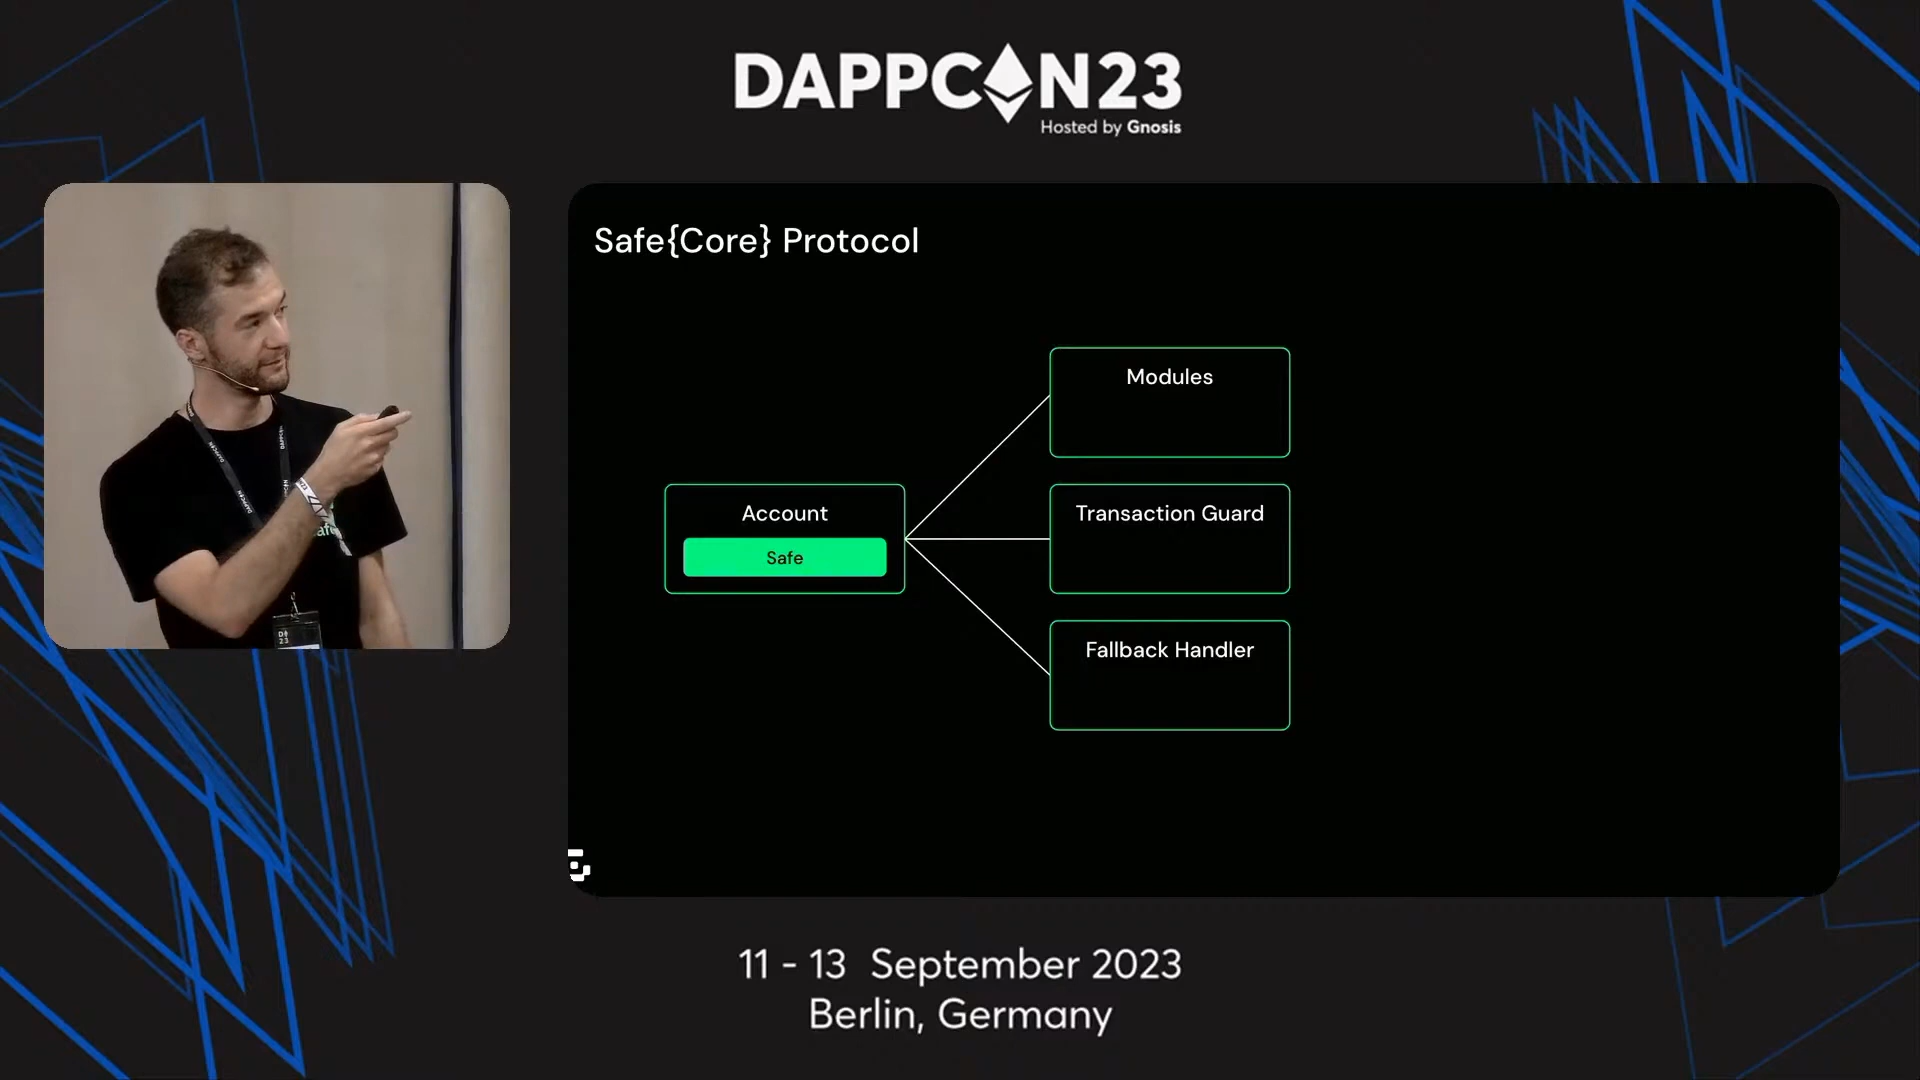 DAPPCON23
Hosted by Gnosis
Safe{Core} Protocol
Modules
Account
Safe
Transaction Guard
Fallback Handler
11 - 13 September 2023
Berlin, Germany